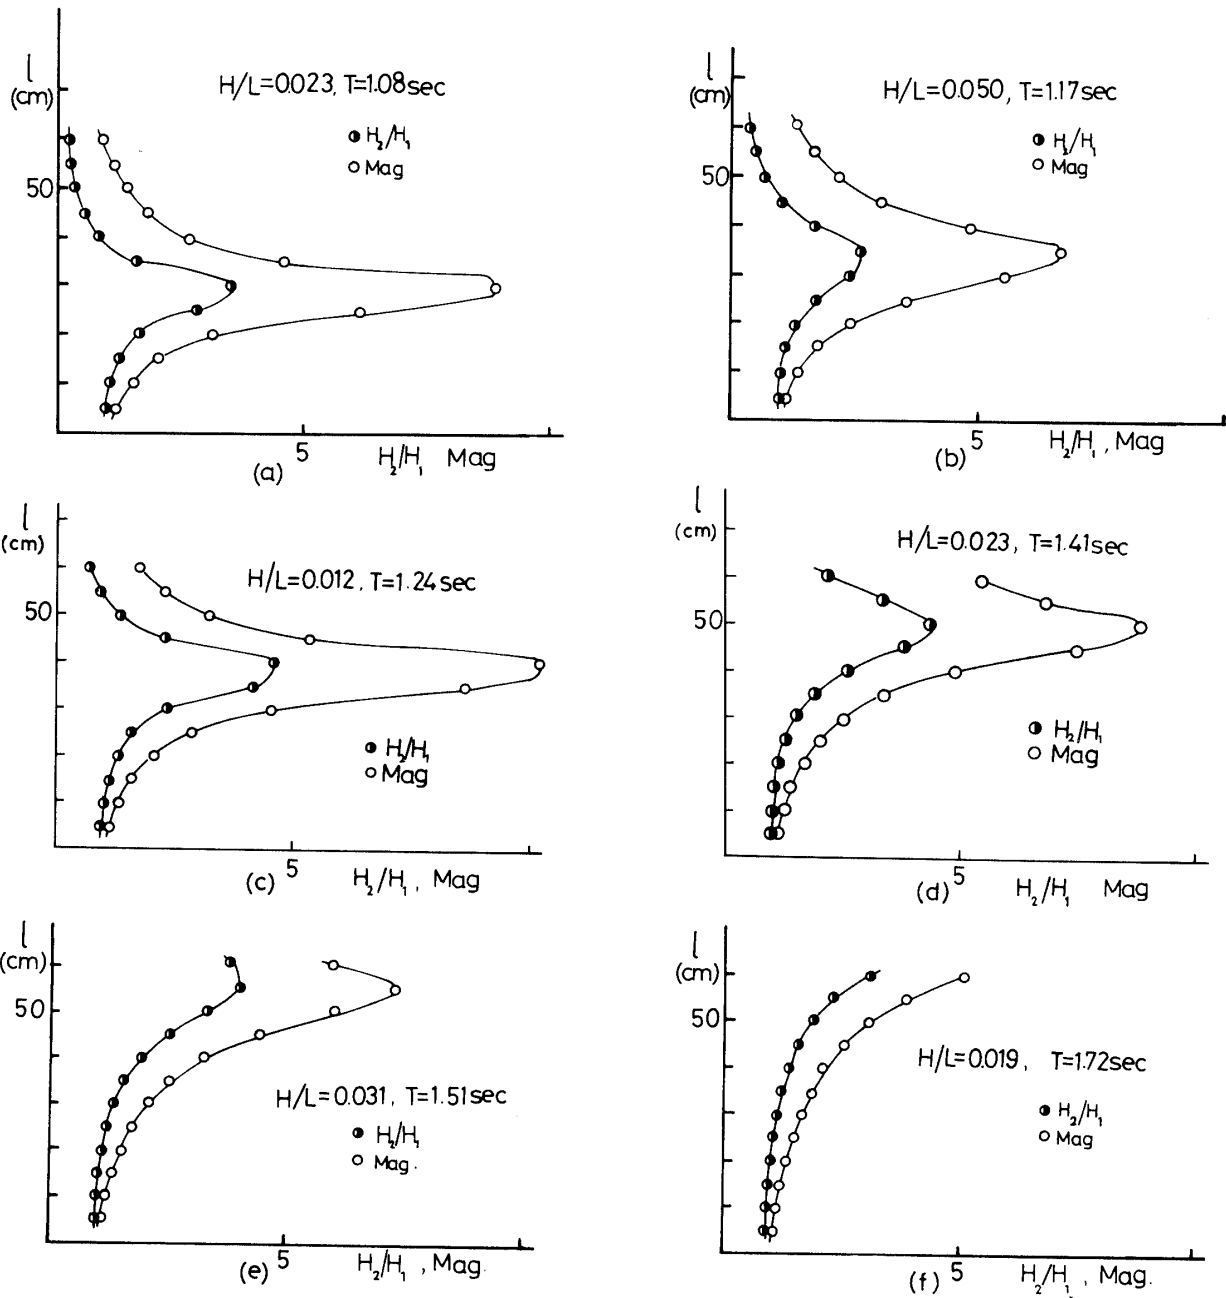 l
(cm)
H/L=0.023, T=1.08sec
H₂/H₁
Mag
50
5
H₂/H₁ Mag
(a)
l
(cm)
H/L=0.050, T=1.17sec
H₂/H₁
Mag
50
5
H₂/H₁, Mag
(b)
l
(cm)
H/L=0.012, T=1.24sec
50
H₂/H₁
Mag
5
H₂/H₁, Mag
(c)
l
(cm)
H/L=0.023, T=1.41sec
50
H₂/H₁
Mag
5
H₂/H₁ Mag
(d)
l
(cm)
50
H/L=0.031, T=1.51sec
H₂/H₁
Mag.
5
H₂/H₁, Mag.
(e)
l
(cm)
50
H/L=0.019, T=1.72sec
H₂/H₁
Mag
5
H₂/H₁, Mag.
(f)